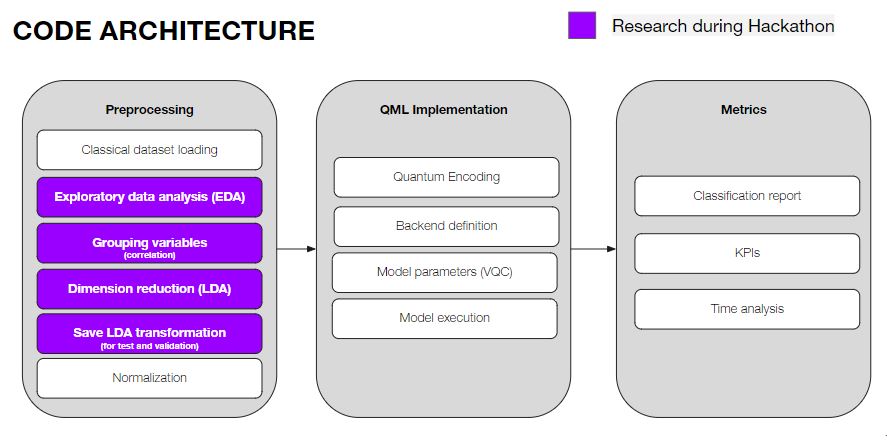 CODE ARCHITECTURE
Research during Hackathon
Preprocessing
Classical dataset loading
Exploratory data analysis (EDA)
Grouping variables
(correlation)
Dimension reduction (LDA)
Save LDA transformation
(for test and validation)
Normalization
QML Implementation
Quantum Encoding
Backend definition
Model parameters (VQC)
Model execution
Metrics
Classification report
KPIs
Time analysis